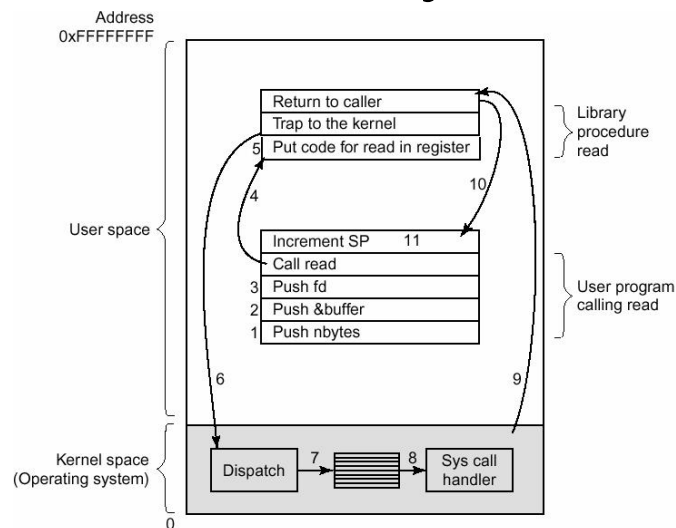 Address
0xFFFFFFFF
Return to caller
Trap to the kernel
5 Put code for read in register
Library
procedure
read
4
10
User space
Increment SP 11
Call read
3 Push fd
2 Push &buffer
1 Push nbytes
User program
calling read
6
9
Kernel space
(Operating system)
Dispatch
7
8
Sys call
handler
0